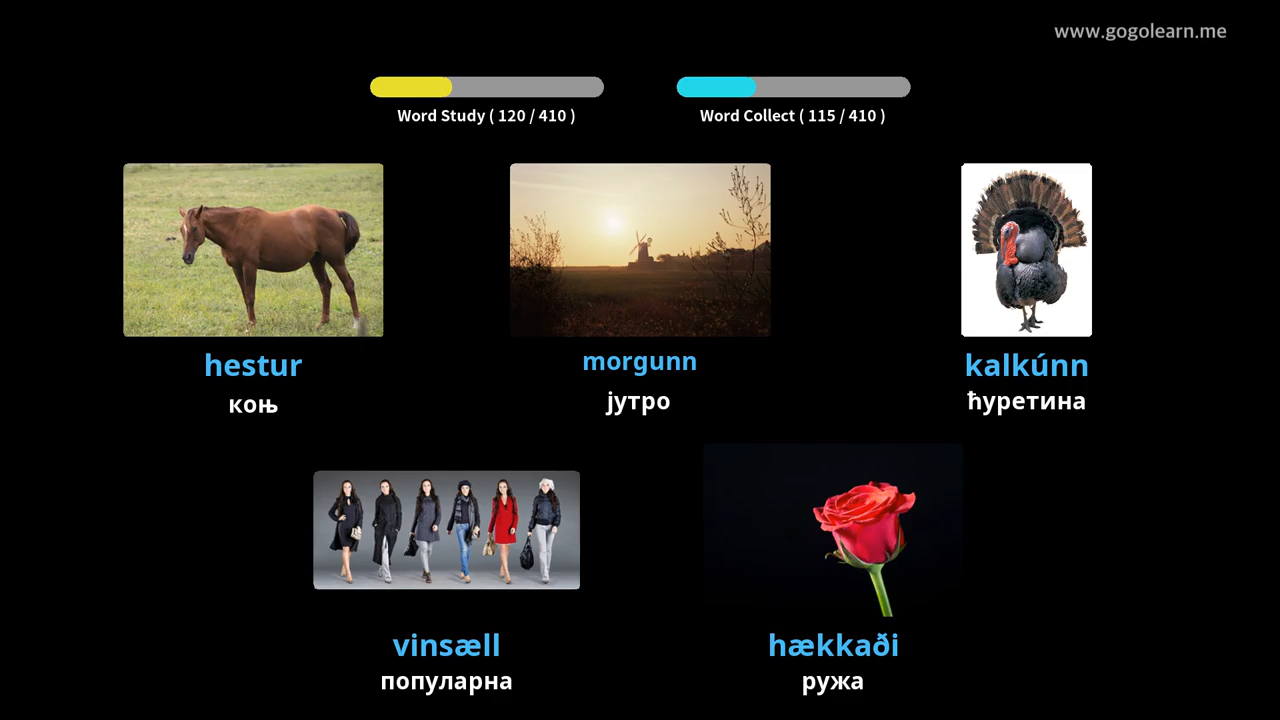 www.gogolearn.me
Word Study ( 120 / 410 )
Word Collect ( 115 / 410 )
hestur
morgunn
kalkúnn
коњ
јутро
ћуретина
vinsæll
hækkaði
популарна
ружа